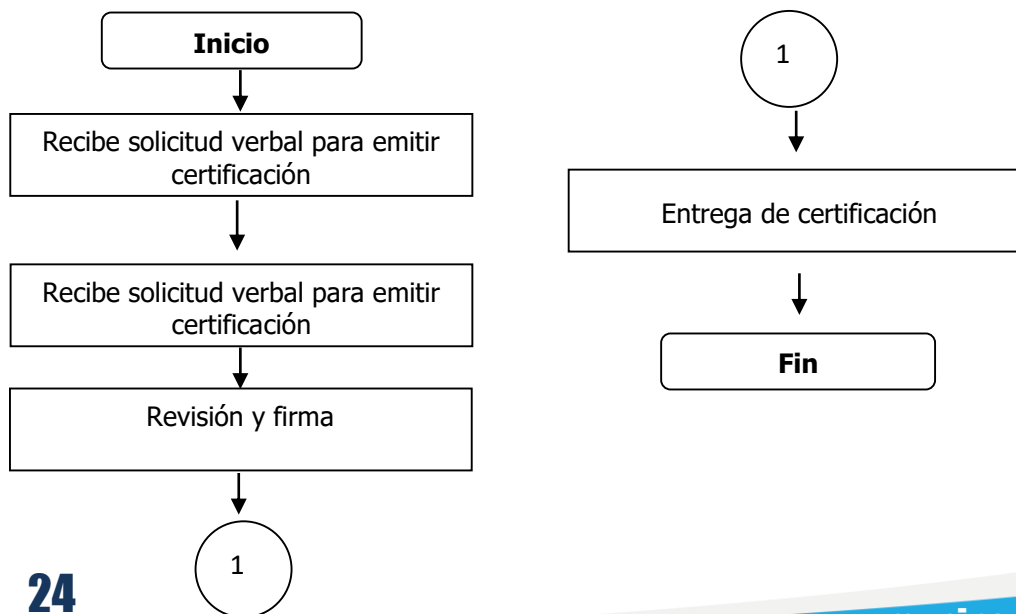 Inicio
Recibe solicitud verbal para emitir
certificación
Recibe solicitud verbal para emitir
certificación
Revisión y firma
1
1
Entrega de certificación
Fin
24